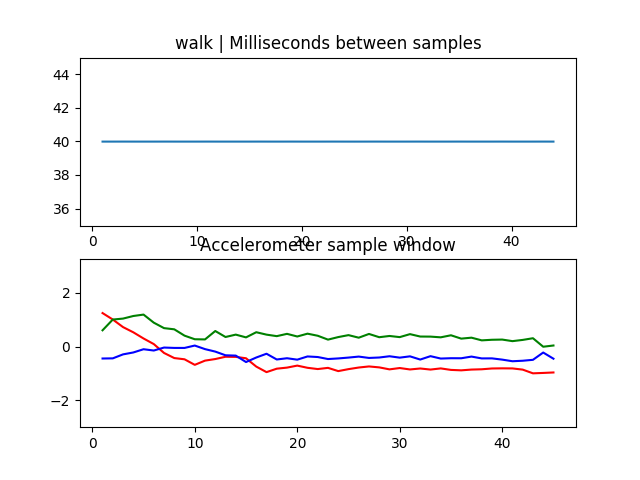 walk | Milliseconds between samples
44
42
40
38
36
0 10 20 30 40
Accelerometer sample window
2
0
−2
0 10 20 30 40